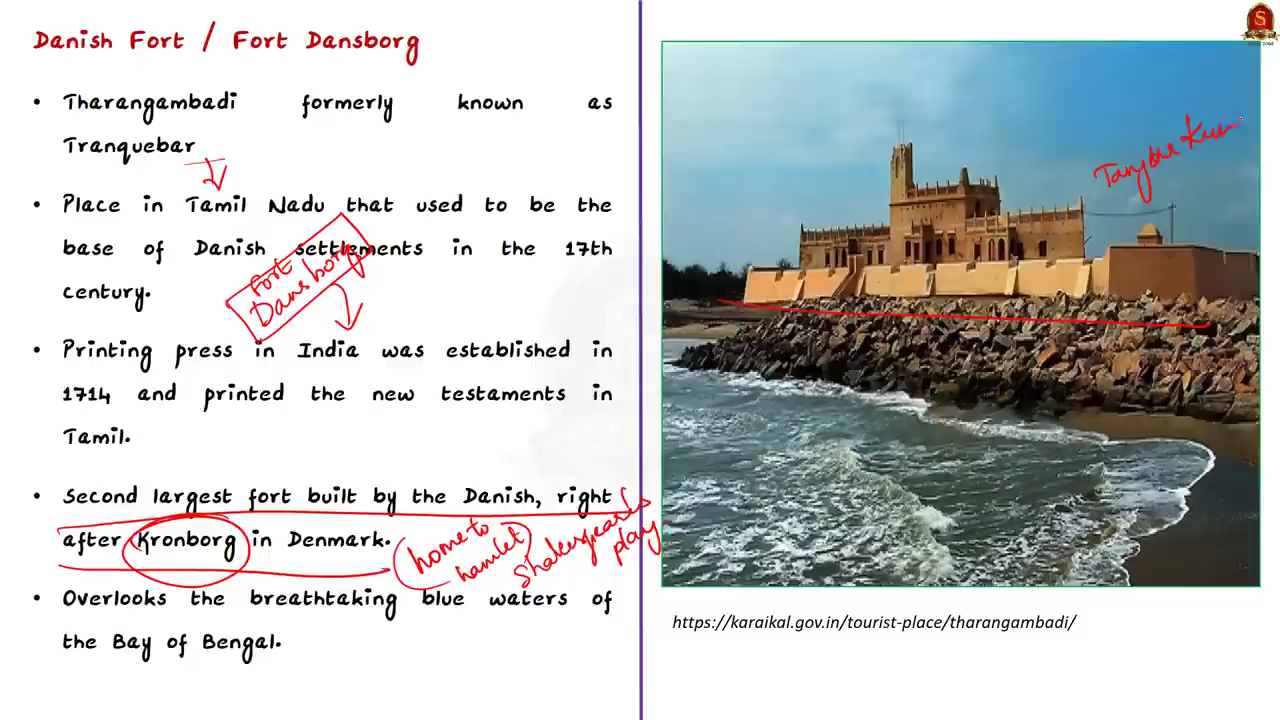 Danish Fort / Fort Dansborg
• Tharangambadi formerly known as
Tranquebar
• Place in Tamil Nadu that used to be the
base of Danish settlements in the 17th
century.
Fort
Dansborg
• Printing press in India was established in
1714 and printed the new testaments in
Tamil.
• Second largest fort built by the Danish, right
after Kronborg in Denmark.
home to
hamlet
Shakespeare's
play
• Overlooks the breathtaking blue waters of
the Bay of Bengal.
https://karaikal.gov.in/tourist-place/tharangambadi/